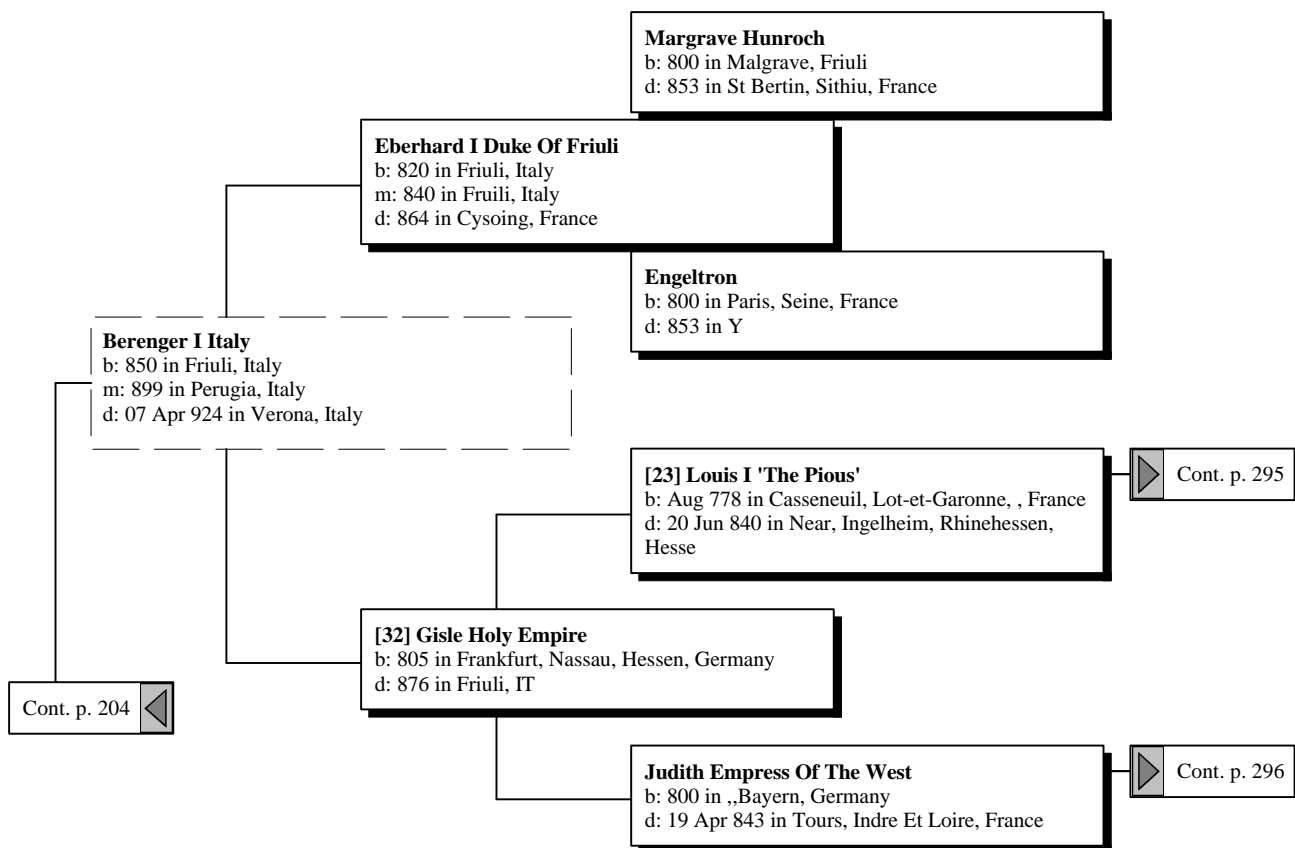 Margrave Hunroch
b: 800 in Malgrave, Friuli
d: 853 in St Bertin, Sithiu, France
Eberhard I Duke Of Friuli
b: 820 in Friuli, Italy
m: 840 in Fruili, Italy
d: 864 in Cysoing, France
Engeltron
b: 800 in Paris, Seine, France
d: 853 in Y
Berenger I Italy
b: 850 in Friuli, Italy
m: 899 in Perugia, Italy
d: 07 Apr 924 in Verona, Italy
[23] Louis I 'The Pious'
b: Aug 778 in Casseneuil, Lot-et-Garonne, , France
d: 20 Jun 840 in Near, Ingelheim, Rhinehessen,
Hesse
Cont. p. 295
[32] Gisle Holy Empire
b: 805 in Frankfurt, Nassau, Hessen, Germany
d: 876 in Friuli, IT
Cont. p. 204
Judith Empress Of The West
b: 800 in ,,Bayern, Germany
d: 19 Apr 843 in Tours, Indre Et Loire, France
Cont. p. 296